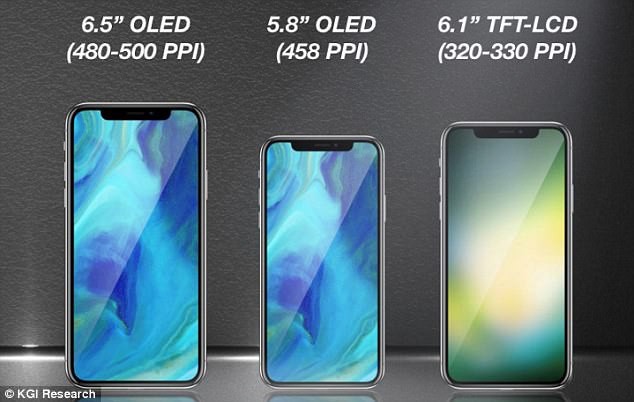 6.5” OLED
(480-500 PPI)
5.8” OLED
(458 PPI)
6.1” TFT-LCD
(320-330 PPI)
© KGI Research